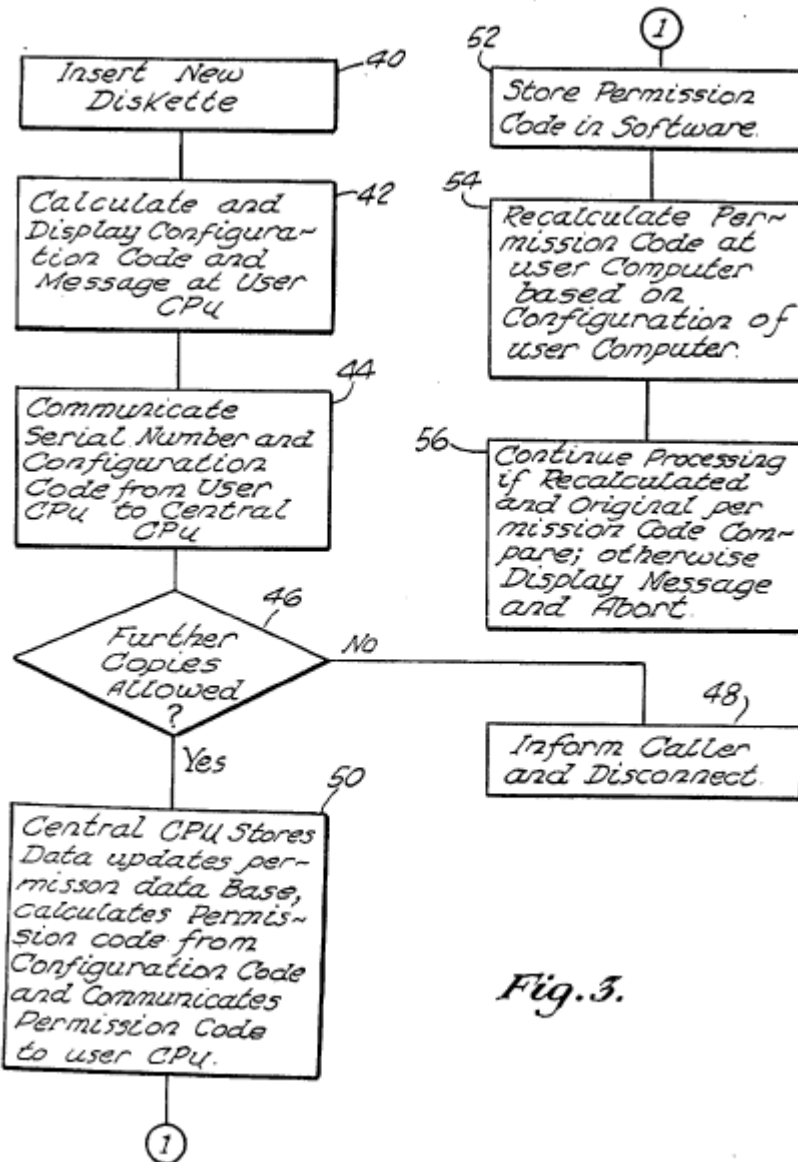 Insert New
Diskette
40
Calculate and
Display Configura~
tion Code and
Message at User
CPU
42
Communicate
Serial Number and
Configuration
Code from User
CPU to Central
CPU
44
Further
Copies
Allowed
?
46
No
Yes
Inform Caller
and Disconnect.
48
50
Central CPU Stores
Data updates per~
misson data Base,
calculates Permis~
sion code from
Configuration Code
and Communicates
Permission Code
to user CPU.
1
1
52
Store Permission
Code in Software.
54
Recalculate Per~
mission Code at
user Computer
based on
Configuration of
user Computer.
56
Continue Processing
if Recalculated
and Original per
mission Code Com~
pare; otherwise
Display Message
and Abort.
Fig.3.